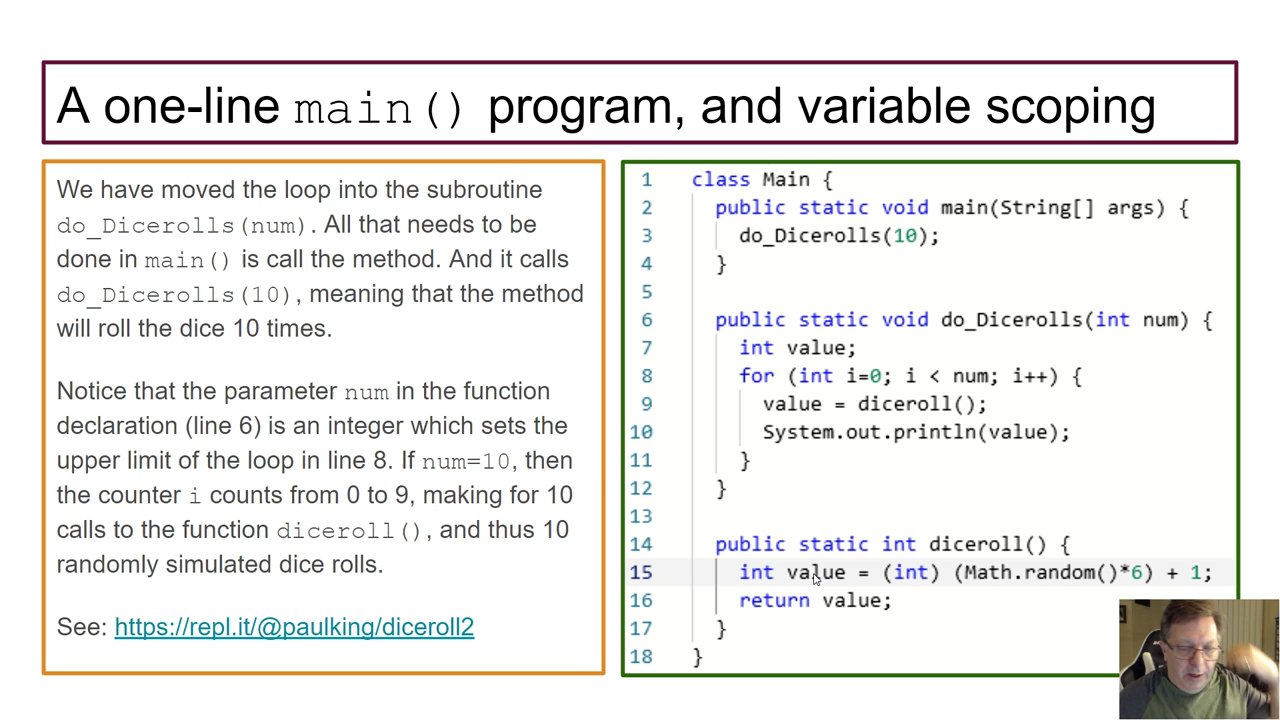 A one-line main() program, and variable scoping
We have moved the loop into the subroutine
do_Dicerolls(num). All that needs to be
done in main() is call the method. And it calls
do_Dicerolls(10), meaning that the method
will roll the dice 10 times.
Notice that the parameter num in the function
declaration (line 6) is an integer which sets the
upper limit of the loop in line 8. If num=10, then
the counter i counts from 0 to 9, making for 10
calls to the function diceroll(), and thus 10
randomly simulated dice rolls.
See: https://repl.it/@paulking/diceroll2
1 class Main {
2 public static void main(String[] args) {
3 do_Dicerolls(10);
4 }
5
6 public static void do_Dicerolls(int num) {
7 int value;
8 for (int i=0; i < num; i++) {
9 value = diceroll();
10 System.out.println(value);
11 }
12 }
13
14 public static int diceroll() {
15 int value = (int) (Math.random()*6) + 1;
16 return value;
17 }
18 }